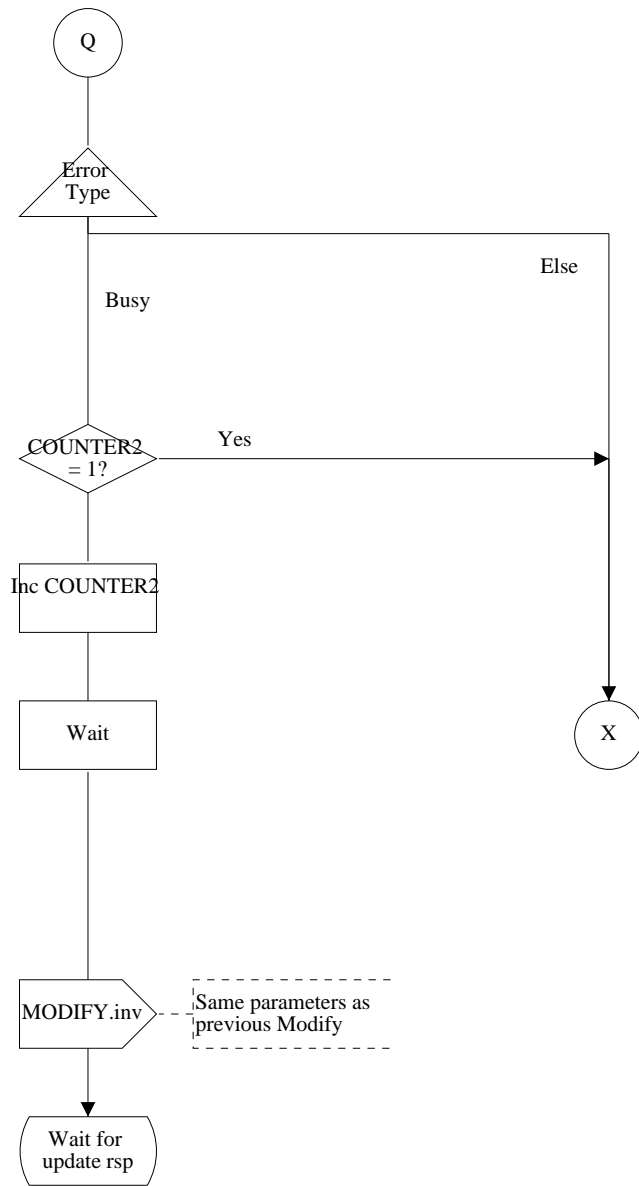 Q
Error
Type
Else
Busy
COUNTER2
= 1?
Yes
Inc COUNTER2
Wait
X
MODIFY.inv
Same parameters as
previous Modify
Wait for
update rsp